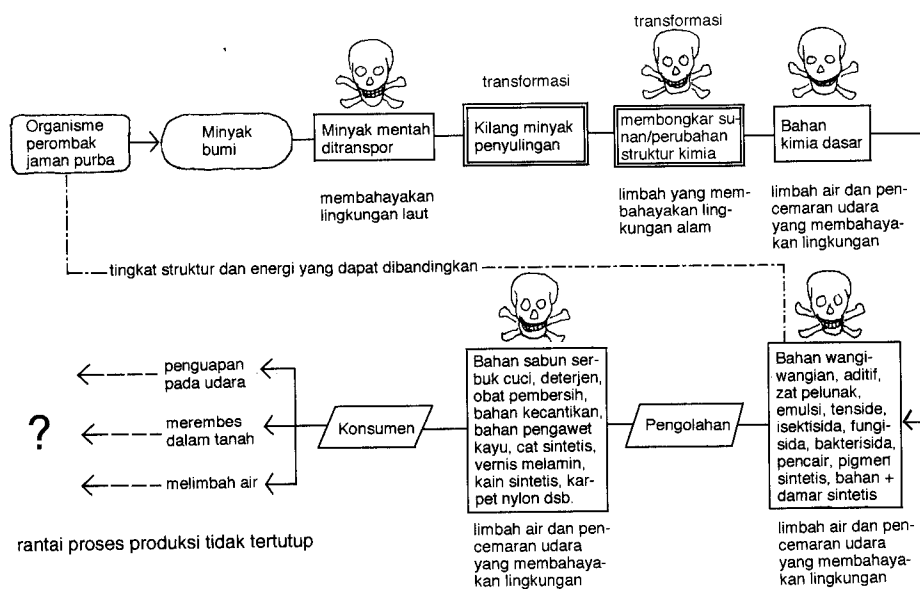 transformasi
transformasi
Organisme
perombak
jaman purba
Minyak
bumi
Minyak mentah
ditranspor
Kilang minyak
penyulingan
membongkar su-
nan/perubahan
struktur kimia
Bahan
kimia dasar
membahayakan
lingkungan laut
limbah yang mem-
bahayakan ling-
kungan alam
limbah air dan pen-
cemaran udara
yang membahaya-
kan lingkungan
tingkat struktur dan energi yang dapat dibandingkan
Bahan wangi-
wangian, aditif,
zat pelunak,
emulsi, tenside,
isektisida, fungi-
sida, bakterisida,
pencair, pigmen
sintetis, bahan +
damar sintetis
limbah air dan pen-
cemaran udara
yang membahaya-
kan lingkungan
Pengolahan
Bahan sabun ser-
buk cuci, deterjen,
obat pembersih,
bahan kecantikan,
bahan pengawet
kayu, cat sintetis,
vernis melamin,
kain sintetis, kar-
pet nylon dsb.
limbah air dan pen-
cemaran udara
yang membahaya-
kan lingkungan
Konsumen
penguapan
pada udara
merembes
dalam tanah
melimbah air
?
rantai proses produksi tidak tertutup